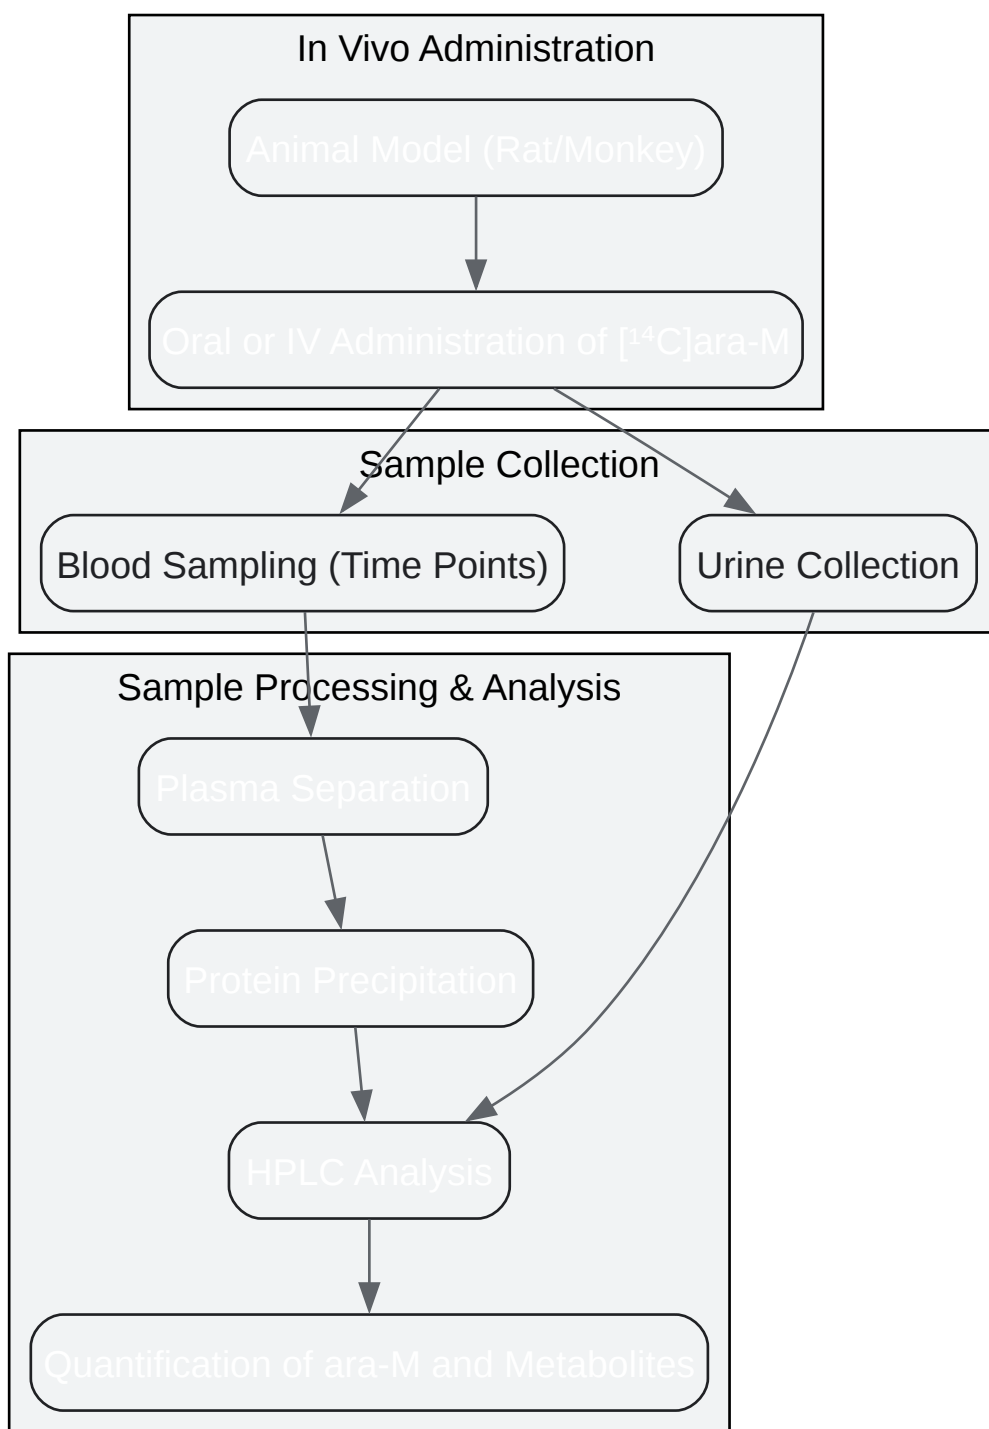 In Vivo Administration
Animal Model (Rat/Monkey)
Oral or IV Administration of [¹⁴C]ara-M
Sample Collection
Blood Sampling (Time Points)
Urine Collection
Sample Processing & Analysis
Plasma Separation
Protein Precipitation
HPLC Analysis
Quantification of ara-M and Metabolites